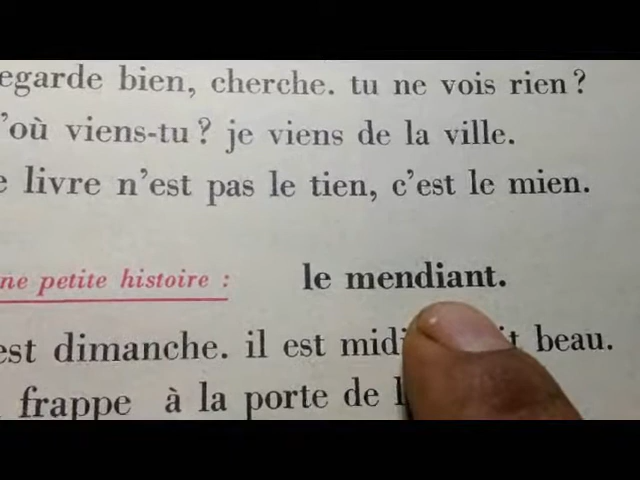 egarde bien, cherche. tu ne vois rien ?
'où viens-tu ? je viens de la ville.
e livre n'est pas le tien, c'est le mien.
ne petite histoire : le mendiant.
est dimanche. il est beau.
frappe à la porte de